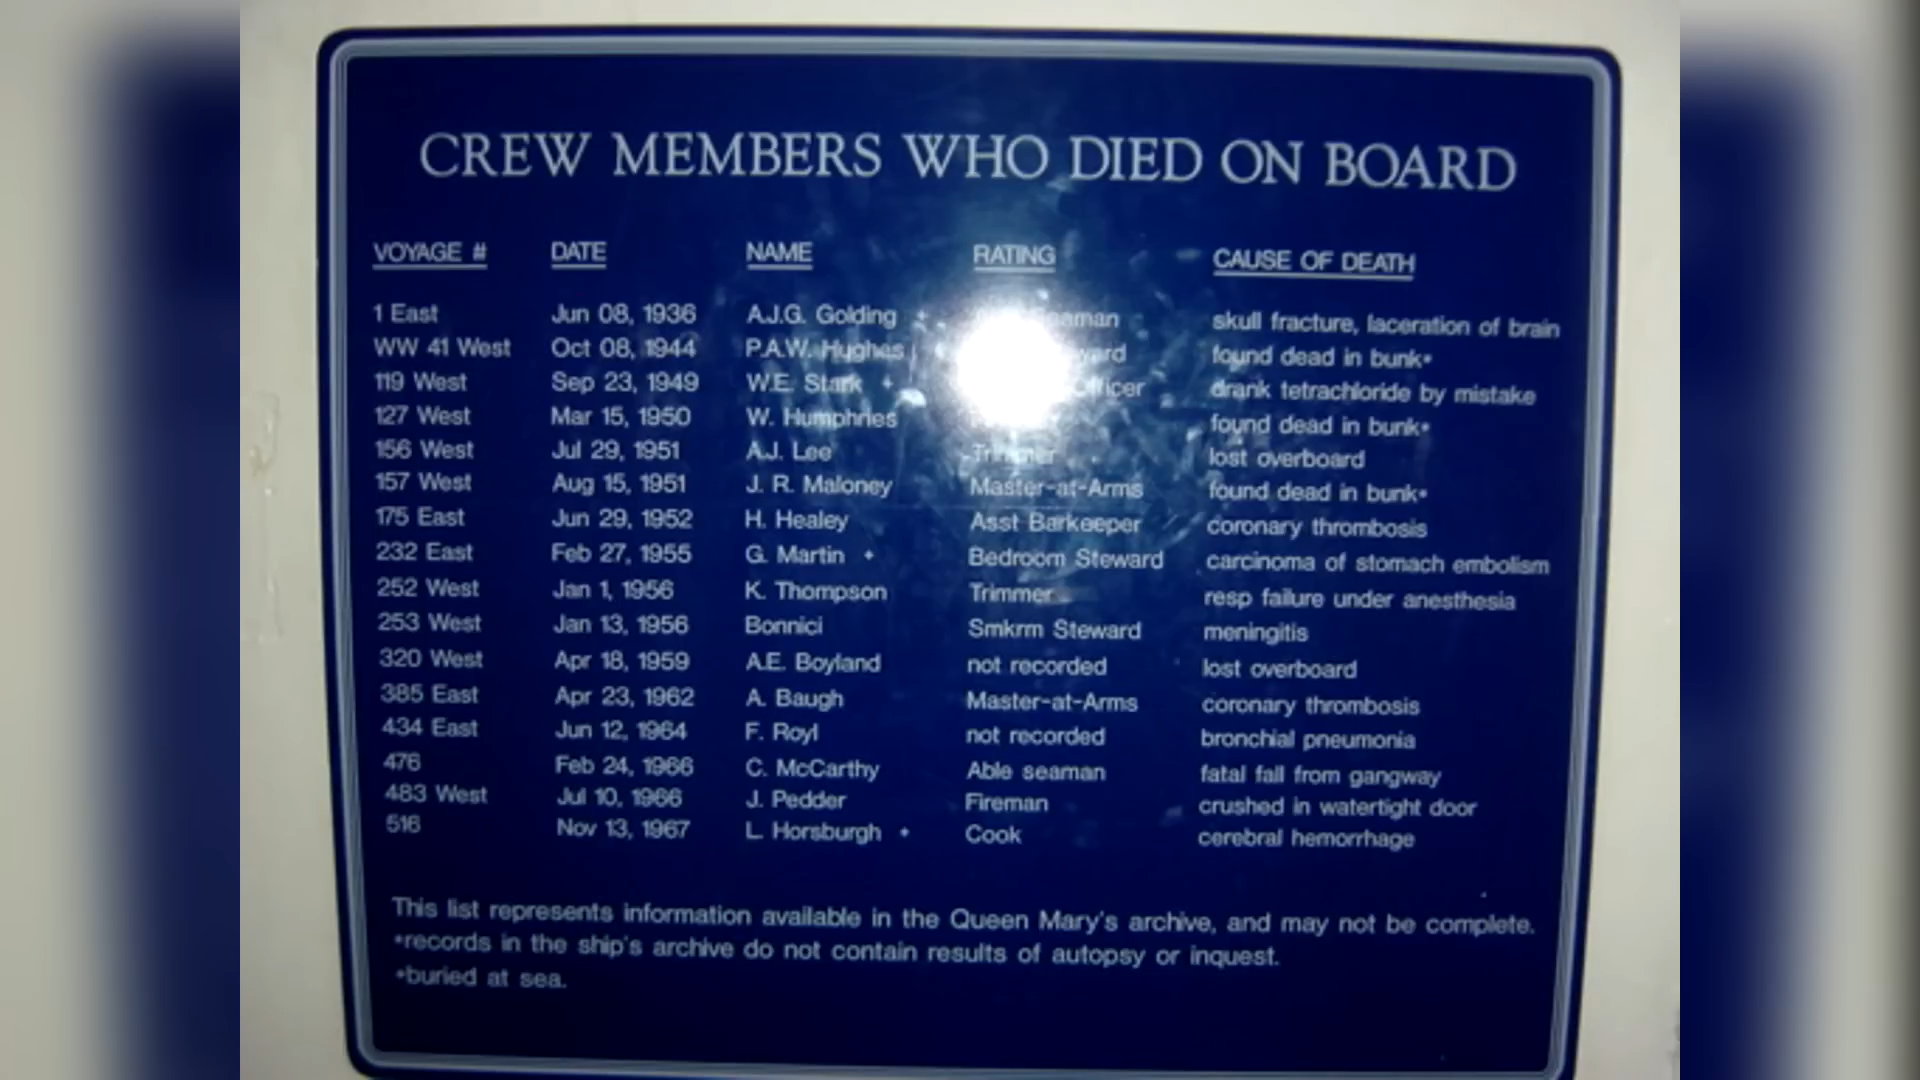 CREW MEMBERS WHO DIED ON BOARD
VOYAGE # DATE NAME RATING CAUSE OF DEATH
1 East Jun 08, 1936 A.J.G. Golding + skull fracture, laceration of brain
WW 41 West Oct 08, 1944 P.A.W. Hughes found dead in bunk*
119 West Sep 23, 1949 W.E. Stark + Officer drank tetrachloride by mistake
127 West Mar 15, 1950 W. Humphries found dead in bunk*
156 West Jul 29, 1951 A.J. Lee Trimmer lost overboard
157 West Aug 15, 1951 J. R. Maloney Master-at-Arms found dead in bunk*
175 East Jun 29, 1952 H. Healey Asst Barkeeper coronary thrombosis
232 East Feb 27, 1955 G. Martin + Bedroom Steward carcinoma of stomach embolism
252 West Jan 1, 1956 K. Thompson Trimmer resp failure under anesthesia
253 West Jan 13, 1956 Bonnici Smkrm Steward meningitis
320 West Apr 18, 1959 A.E. Boyland not recorded lost overboard
385 East Apr 23, 1962 A. Baugh Master-at-Arms coronary thrombosis
434 East Jun 12, 1964 F. Royl not recorded bronchial pneumonia
476 Feb 24, 1966 C. McCarthy Able seaman fatal fall from gangway
483 West Jul 10, 1966 J. Pedder Fireman crushed in watertight door
516 Nov 13, 1967 L. Horsburgh + Cook cerebral hemorrhage
This list represents information available in the Queen Mary's archive, and may not be complete.
*records in the ship's archive do not contain results of autopsy or inquest.
+buried at sea.